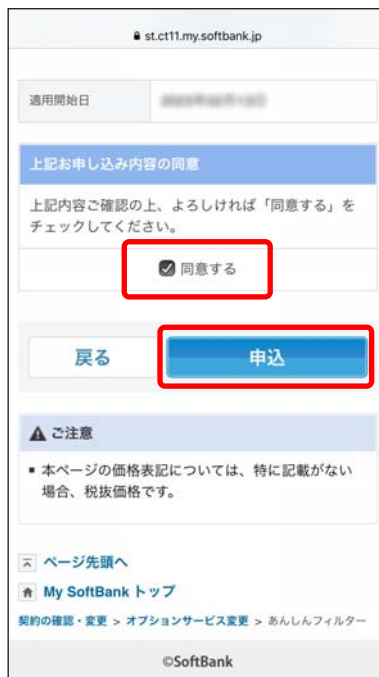 st.ct11.my.softbank.jp
適用開始日
上記お申し込み内容の同意
上記内容ご確認の上、よろしければ「同意する」を
チェックしてください。
同意する
戻る
申込
ご注意
本ページの価格表記については、特に記載がない
場合、税抜価格です。
ページ先頭へ
My SoftBank トップ
契約の確認・変更 > オプションサービス変更 > あんしんフィルター
©SoftBank